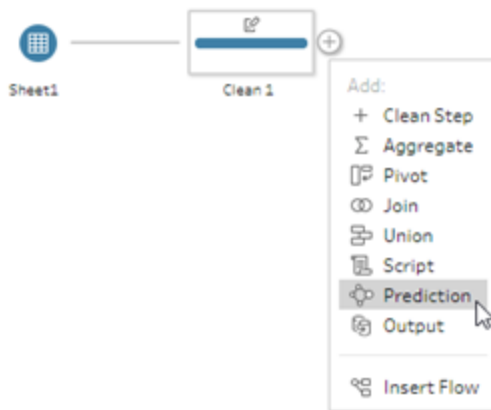 Sheet1
Clean 1
Add:
Clean Step
Aggregate
Pivot
Join
Union
Script
Prediction
Output
Insert Flow